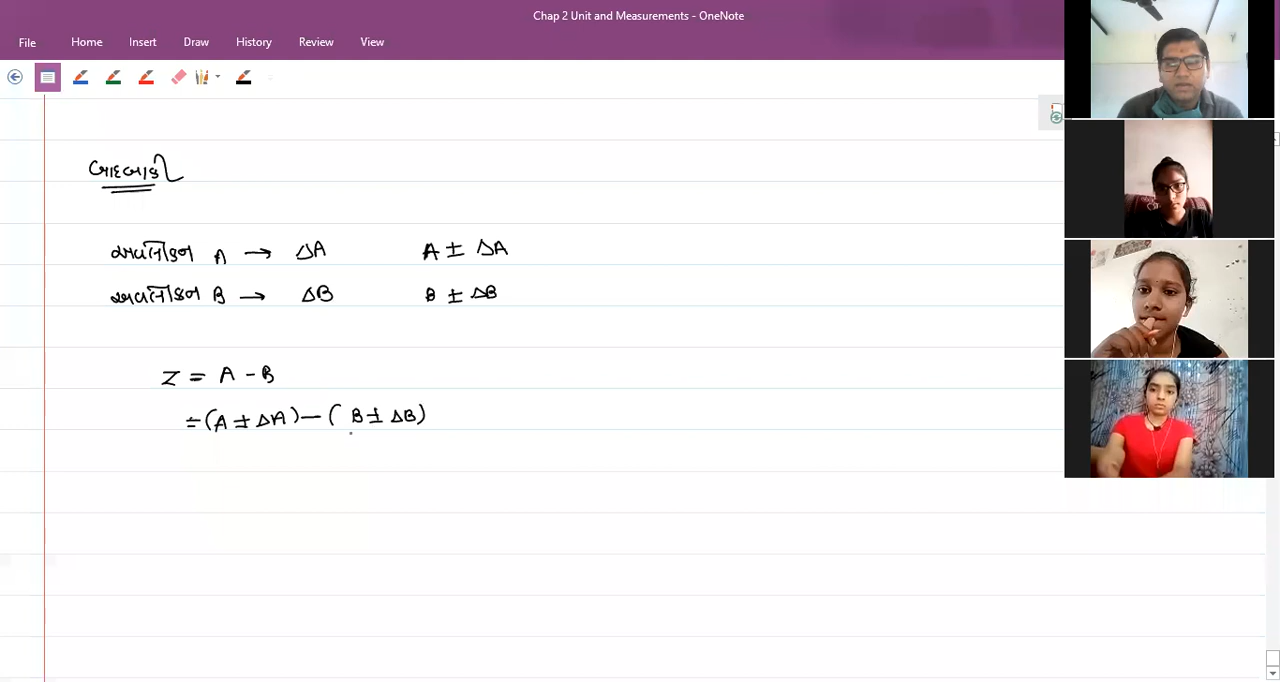 Chap 2 Unit and Measurements - OneNote
File Home Insert Draw History Review View
બાદબાકી
અવલોકન A → ΔA A ± ΔA
અવલોકન B → ΔB B ± ΔB
Z = A - B
= (A ± ΔA) - (B ± ΔB)